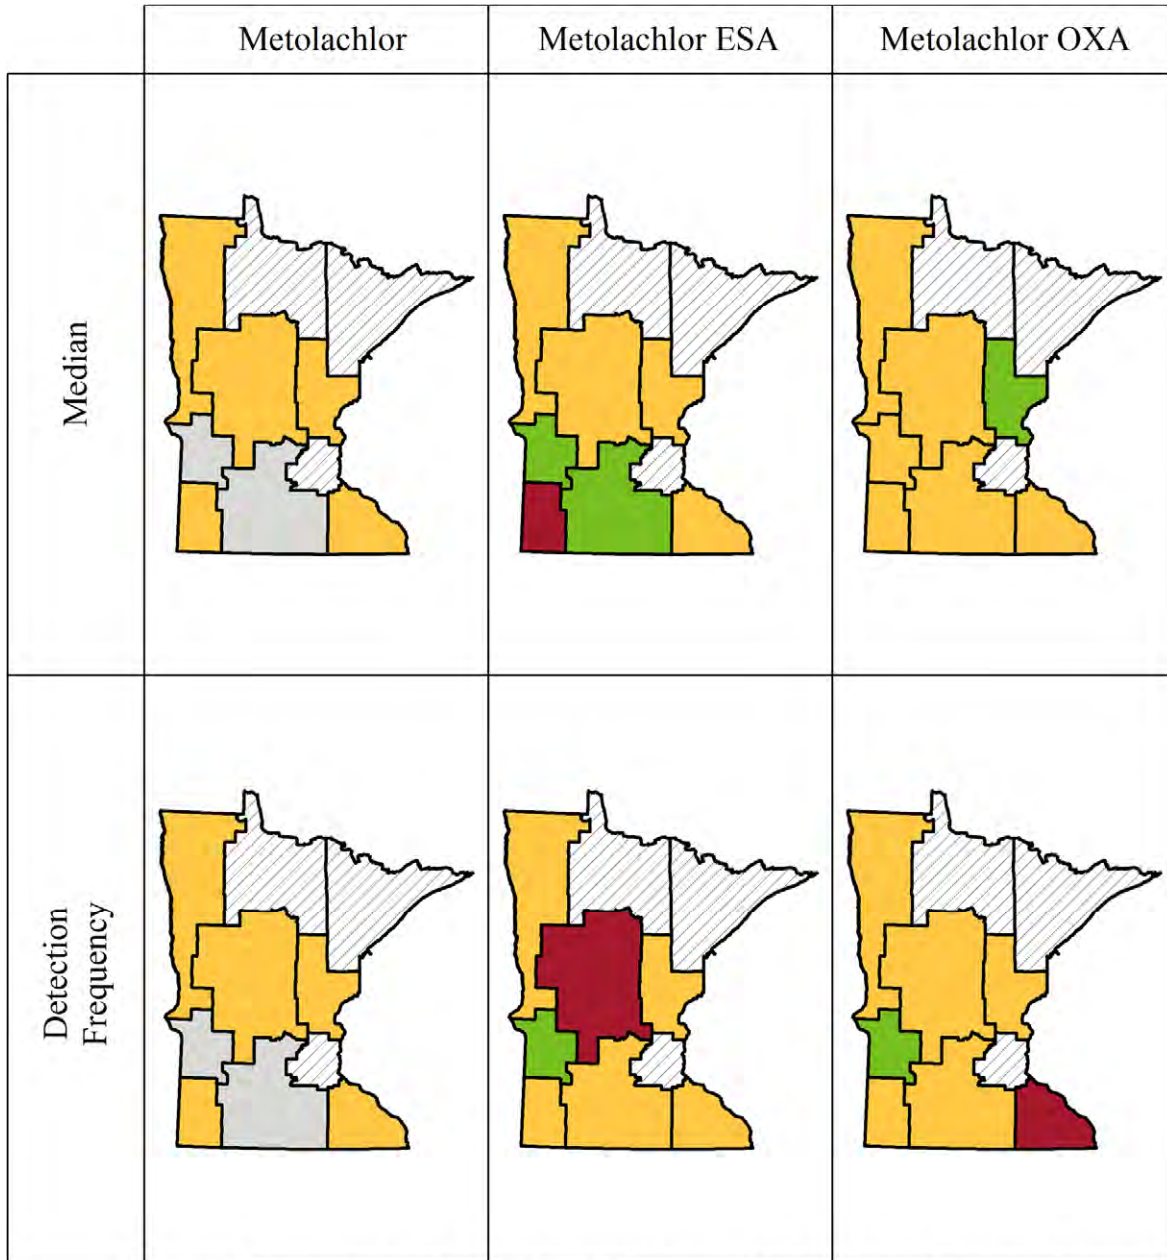 Metolachlor
Metolachlor ESA
Metolachlor OXA
Median
Detection
Frequency